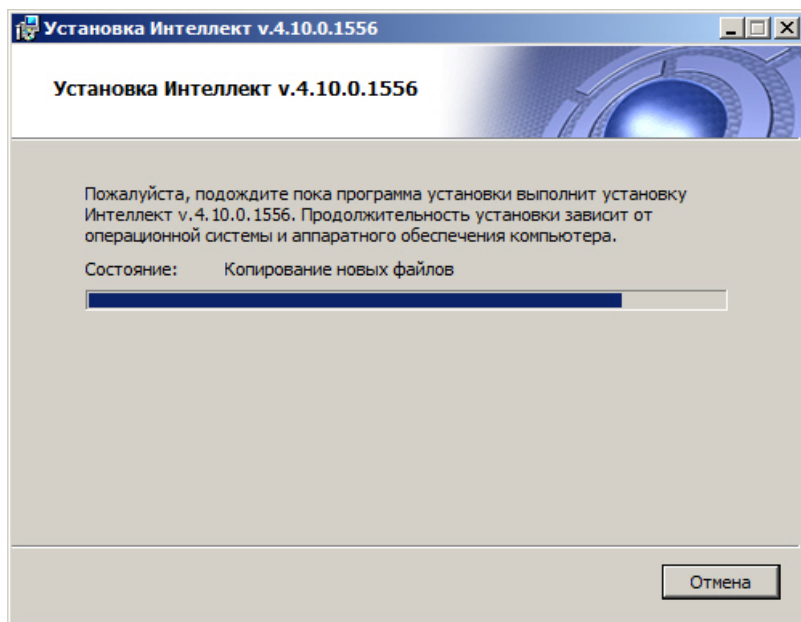 Установка Интеллект v.4.10.0.1556
Установка Интеллект v.4.10.0.1556
Пожалуйста, подождите пока программа установки выполнит установку
Интеллект v.4.10.0.1556. Продолжительность установки зависит от
операционной системы и аппаратного обеспечения компьютера.
Состояние: Копирование новых файлов
Отмена